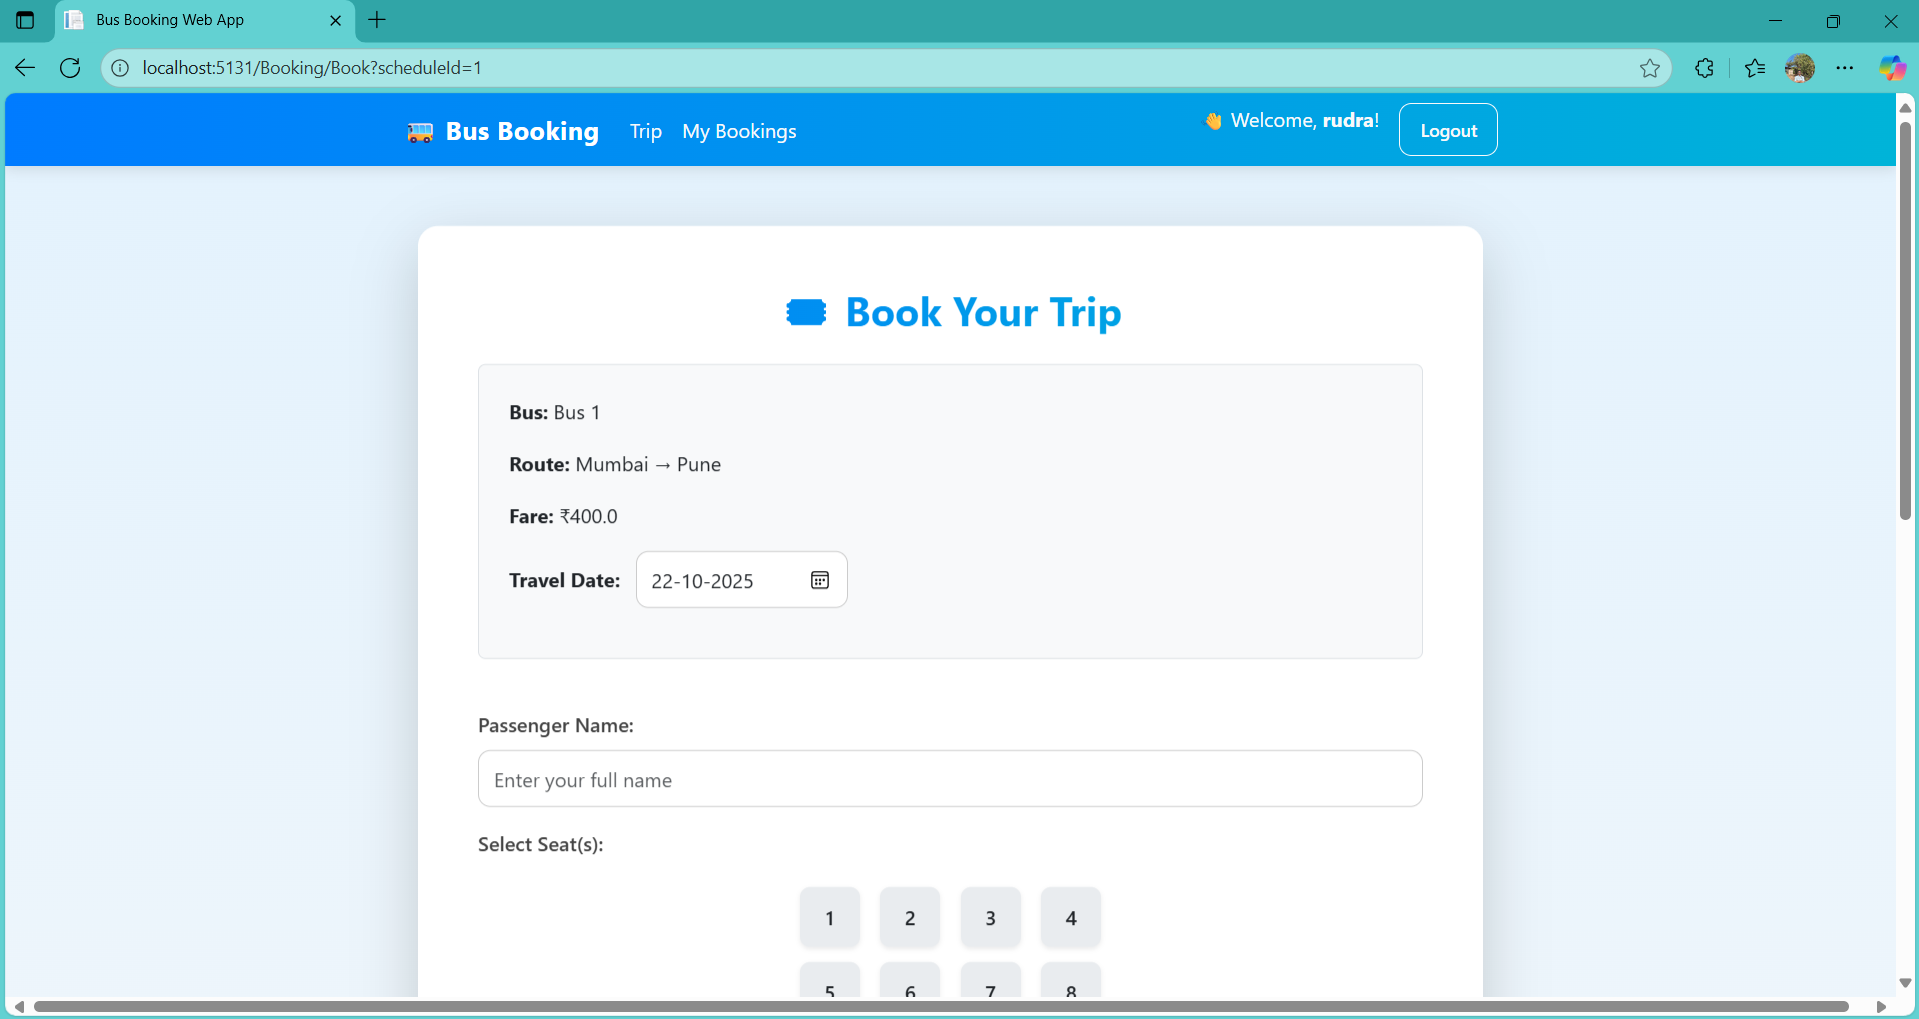 Bus Booking Web App
localhost:5131/Booking/Book?scheduleId=1
Bus Booking Trip My Bookings Welcome, rudra! Logout
Book Your Trip
Bus: Bus 1
Route: Mumbai → Pune
Fare: ₹400.0
Travel Date: 22-10-2025
Passenger Name:
Enter your full name
Select Seat(s):
1 2 3 4
5 6 7 8